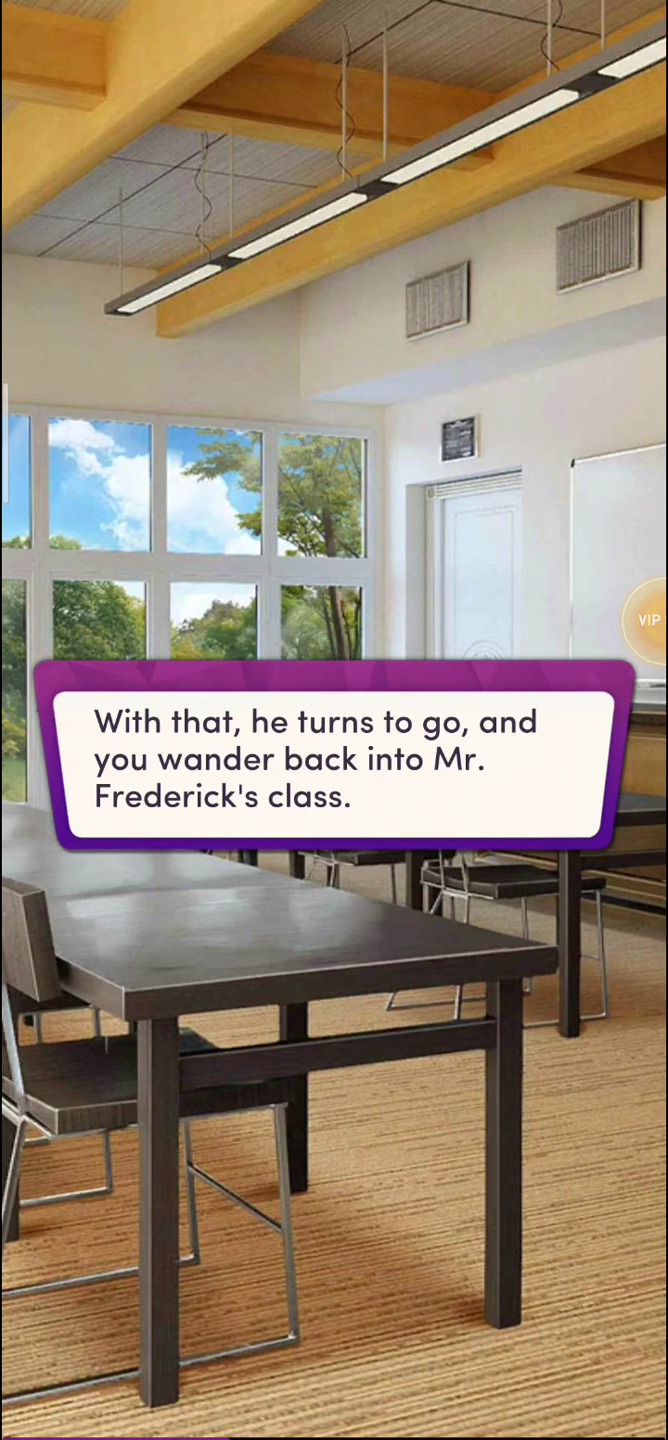 VIP
With that, he turns to go, and
you wander back into Mr.
Frederick's class.